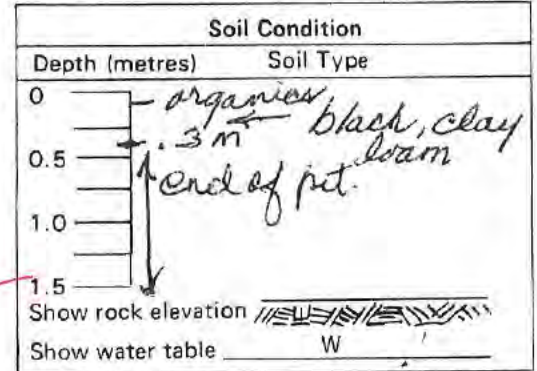 Soil Condition
Depth (metres) Soil Type
0 organics,
.3m black, clay
0.5 loam
end of pit.
1.0
1.5
Show rock elevation
Show water table W